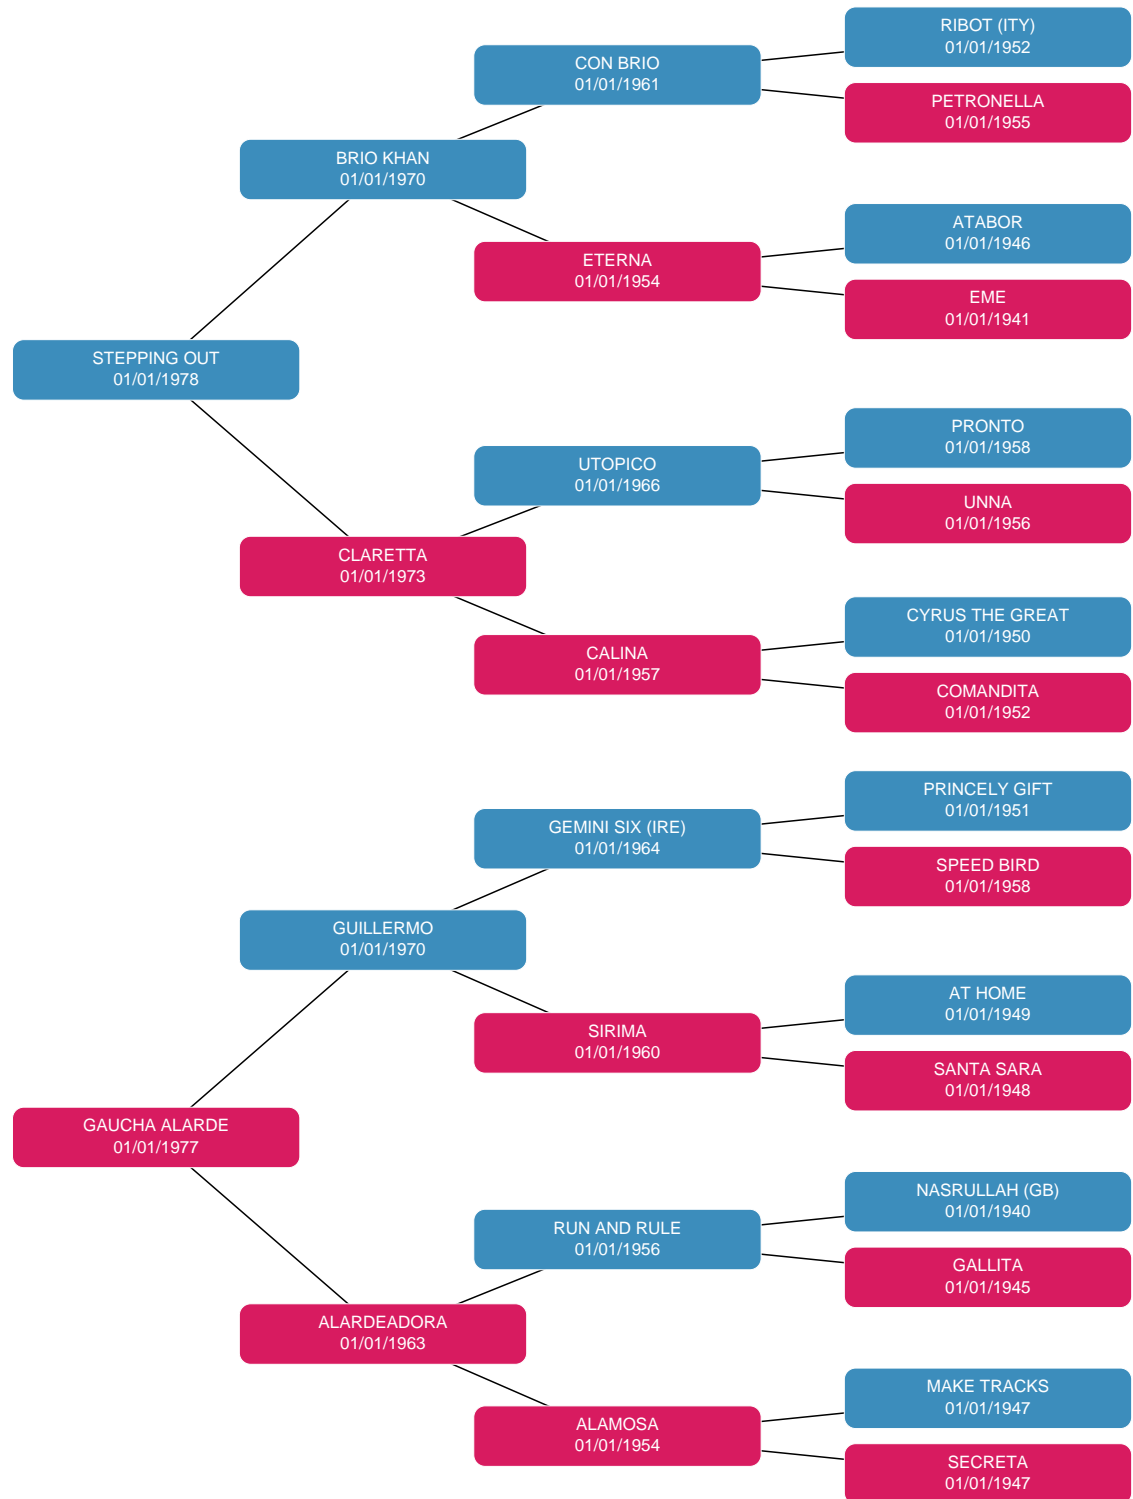 RIBOT (ITY)
01/01/1952
CON BRIO
01/01/1961
PETRONELLA
01/01/1955
BRIO KHAN
01/01/1970
ATABOR
01/01/1946
ETERNA
01/01/1954
EME
01/01/1941
STEPPING OUT
01/01/1978
PRONTO
01/01/1958
UTOPICO
01/01/1966
UNNA
01/01/1956
CLARETTA
01/01/1973
CYRUS THE GREAT
01/01/1950
CALINA
01/01/1957
COMANDITA
01/01/1952
PRINCELY GIFT
01/01/1951
GEMINI SIX (IRE)
01/01/1964
SPEED BIRD
01/01/1958
GUILLERMO
01/01/1970
AT HOME
01/01/1949
SIRIMA
01/01/1960
SANTA SARA
01/01/1948
GAUCHA ALARDE
01/01/1977
NASRULLAH (GB)
01/01/1940
RUN AND RULE
01/01/1956
GALLITA
01/01/1945
ALARDEADORA
01/01/1963
MAKE TRACKS
01/01/1947
ALAMOSA
01/01/1954
SECRETA
01/01/1947